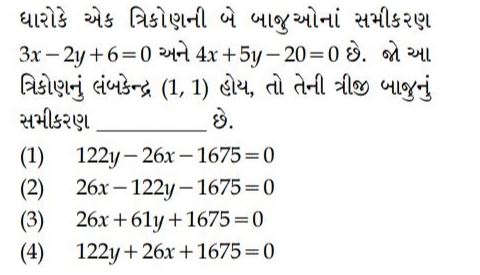 ધારોકે એક ત્રિકોણની બે બાજુઓનાં સમીકરણ
3x − 2y + 6 = 0 અને 4x + 5y − 20 = 0 છે. જો આ
ત્રિકોણનું લંબકેન્દ્ર (1, 1) હોય, તો તેની ત્રીજી બાજુનું
સમીકરણ __________ છે.
(1) 122y − 26x − 1675 = 0
(2) 26x − 122y − 1675 = 0
(3) 26x + 61y + 1675 = 0
(4) 122y + 26x + 1675 = 0